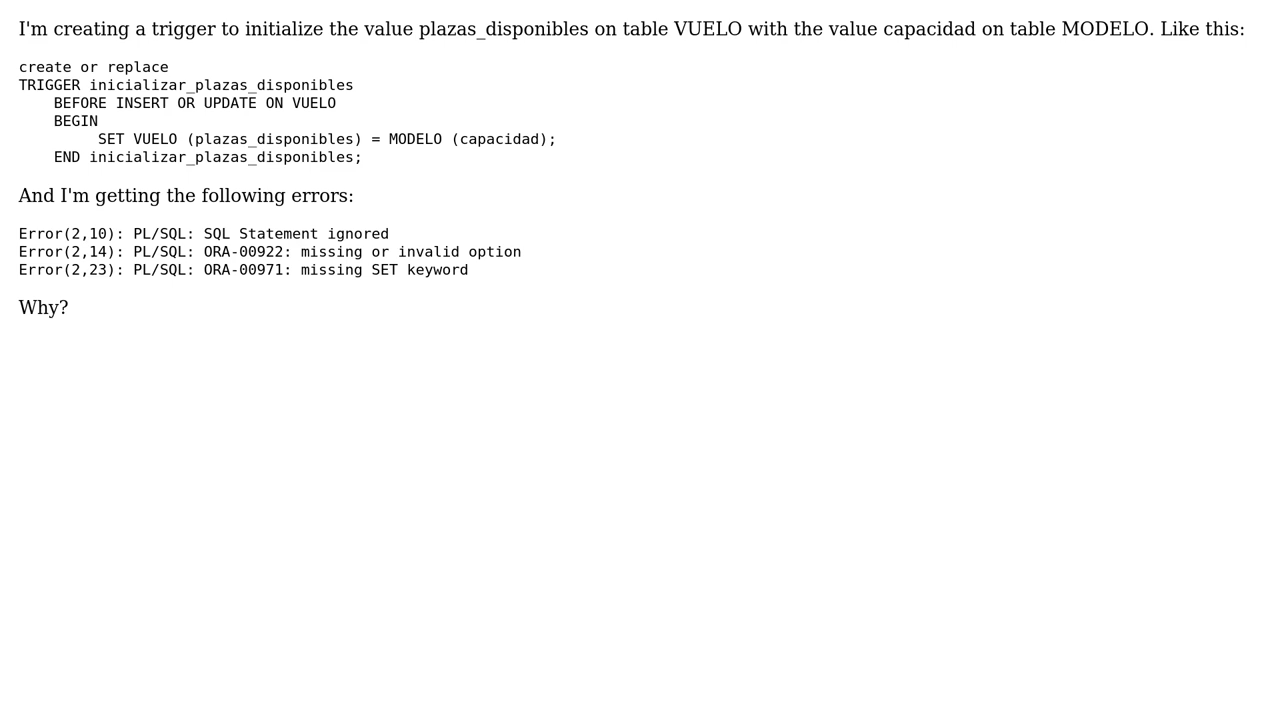 I'm creating a trigger to initialize the value plazas_disponibles on table VUELO with the value capacidad on table MODELO. Like this:
create or replace
TRIGGER inicializar_plazas_disponibles
    BEFORE INSERT OR UPDATE ON VUELO
    BEGIN
         SET VUELO (plazas_disponibles) = MODELO (capacidad);
    END inicializar_plazas_disponibles;
And I'm getting the following errors:
Error(2,10): PL/SQL: SQL Statement ignored
Error(2,14): PL/SQL: ORA-00922: missing or invalid option
Error(2,23): PL/SQL: ORA-00971: missing SET keyword
Why?